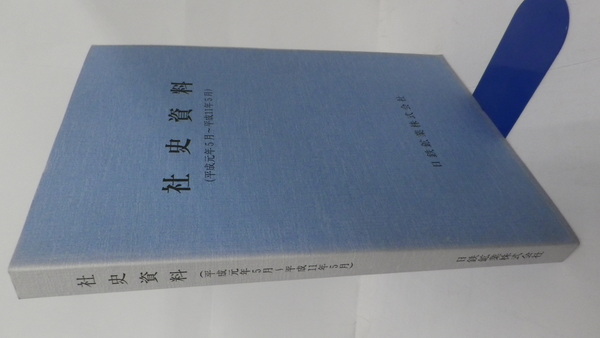 社史資料
(平成元年5月~平成11年5月)
日鉄鉱業株式会社
社史資料(平成元年5月~平成11年5月)
日鉄鉱業株式会社